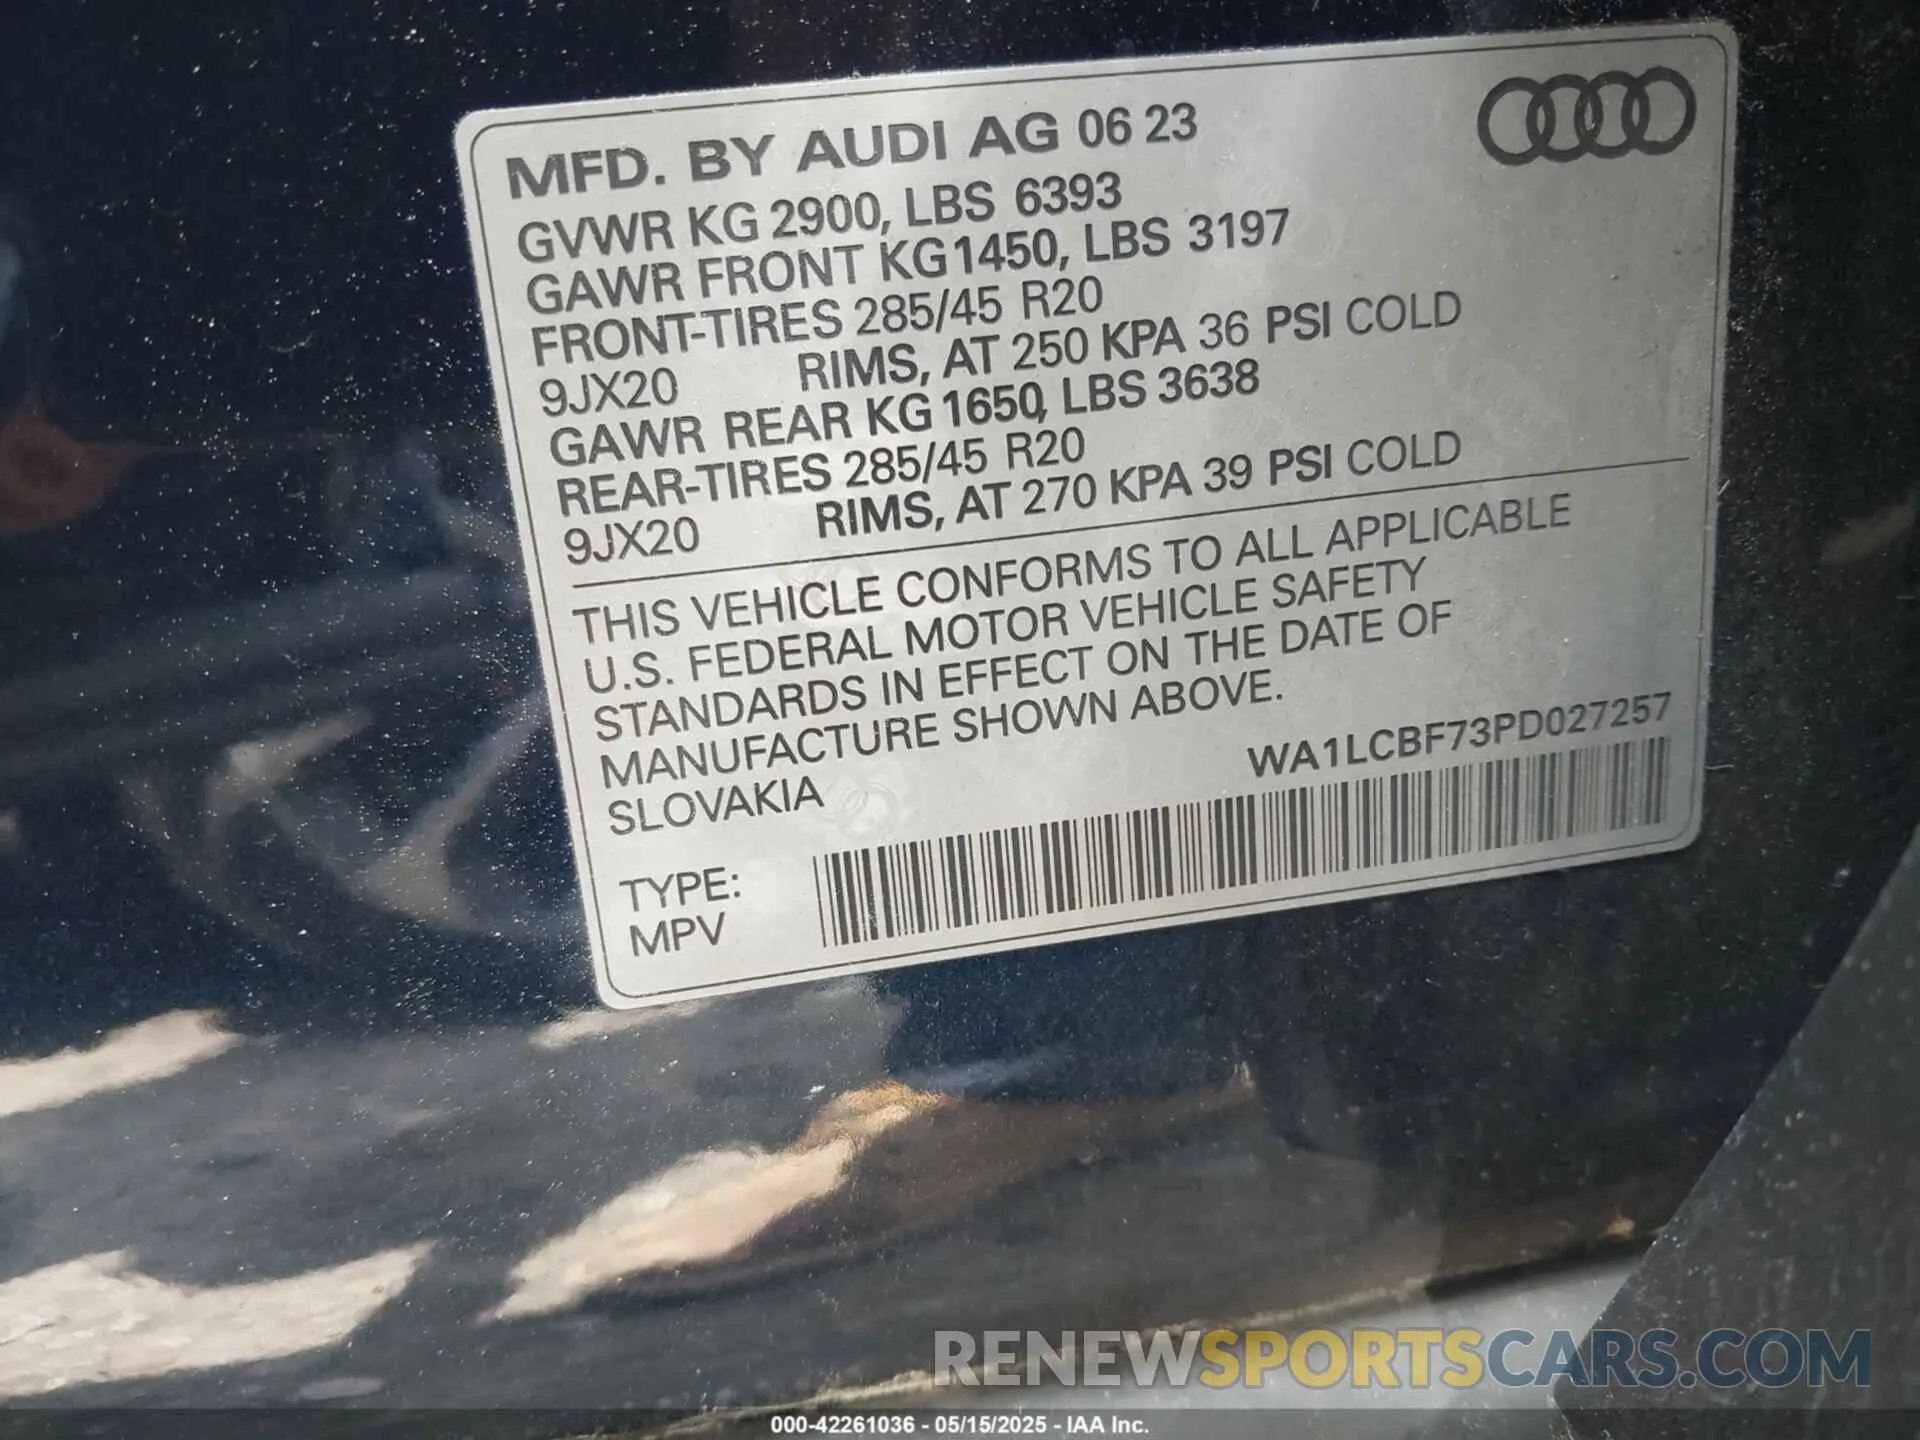 MFD. BY AUDI AG 06 23
GVWR KG 2900, LBS 6393
GAWR FRONT KG 1450, LBS 3197
FRONT-TIRES 285/45 R20
9JX20 RIMS, AT 250 KPA 36 PSI COLD
GAWR REAR KG 1650, LBS 3638
REAR-TIRES 285/45 R20
9JX20 RIMS, AT 270 KPA 39 PSI COLD
THIS VEHICLE CONFORMS TO ALL APPLICABLE
U.S. FEDERAL MOTOR VEHICLE SAFETY
STANDARDS IN EFFECT ON THE DATE OF
MANUFACTURE SHOWN ABOVE.
SLOVAKIA
WA1LCBF73PD027257
TYPE:
MPV
RENEWSPORTSCARS.COM
000-42261036 - 05/15/2025 - IAA Inc.